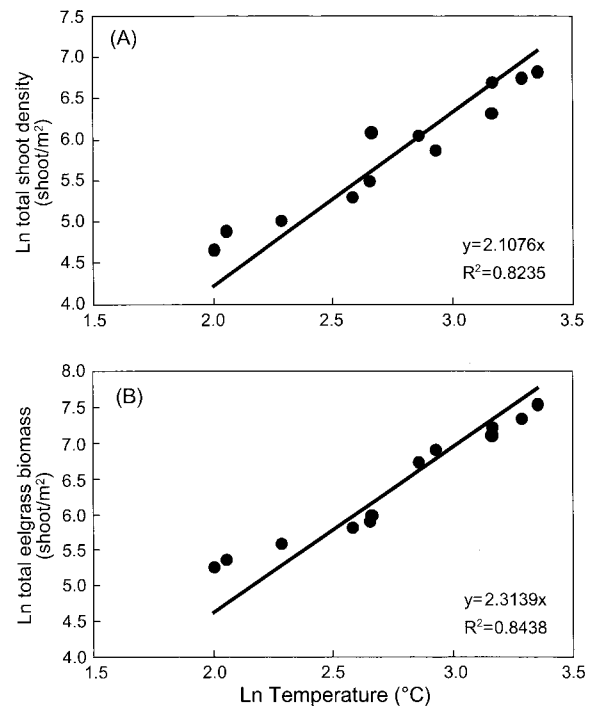 (A)
Ln total shoot density
(shoot/m²)
7.5
7.0
6.5
6.0
5.5
5.0
4.5
4.0
1.5
2.0
2.5
3.0
3.5
y=2.1076x
R²=0.8235
(B)
Ln total eelgrass biomass
(shoot/m²)
8.0
7.5
7.0
6.5
6.0
5.5
5.0
4.5
4.0
y=2.3139x
R²=0.8438
1.5
2.0
2.5
3.0
3.5
Ln Temperature (°C)